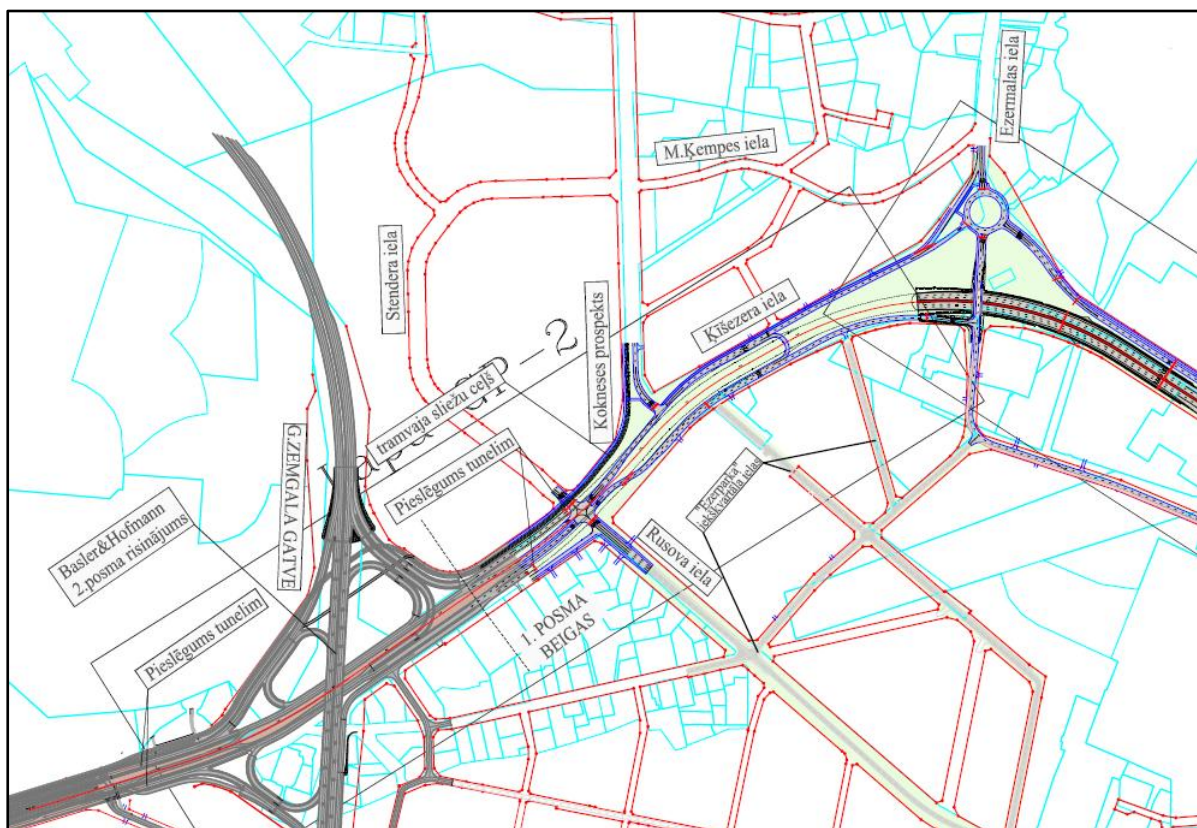 Ezermalas iela
M.Ķempes iela
Stendera iela
Kokneses prospekts
Ķīšezera iela
tramvaja sliežu ceļš
G.ZEMGALA GATVE
Pieslēgums tunelim
Basler&Hofmann
2.posma risinājums
Pieslēgums tunelim
1. POSMA
BEIGAS
Rusova iela
"Ezerparka"
iekškvartāla ielas